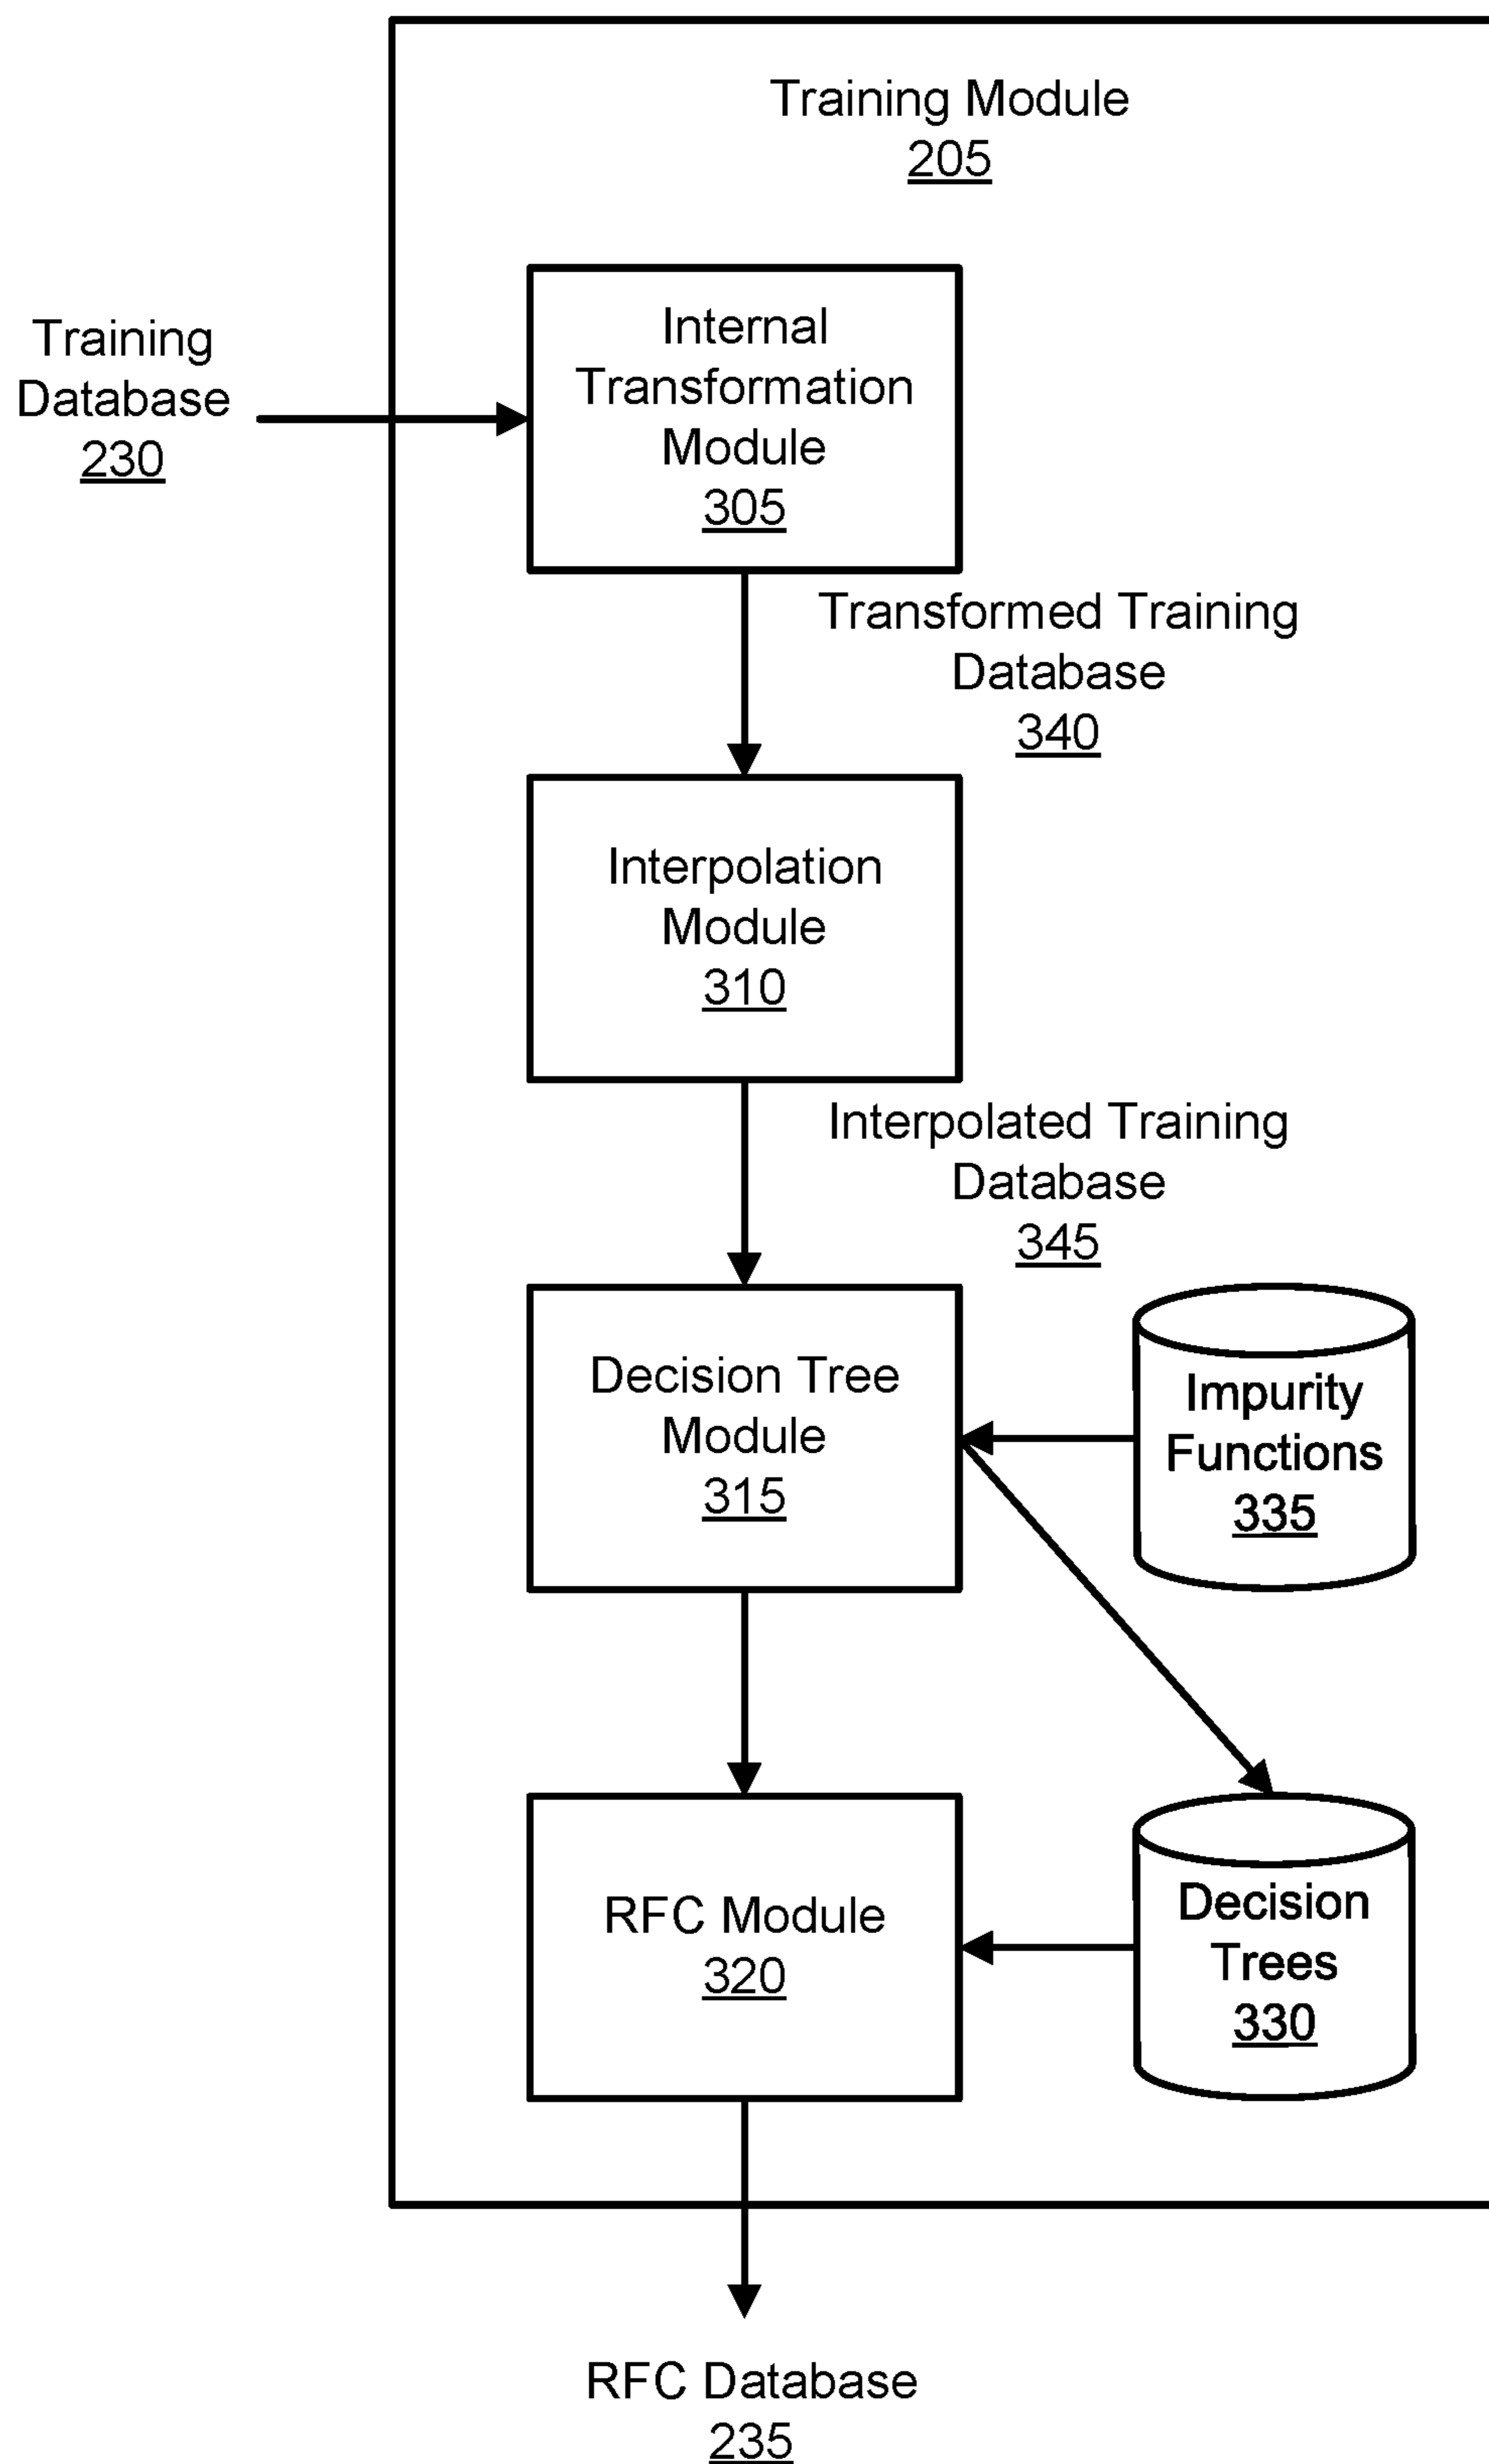 Training Module
205
Training
Database
230
Internal
Transformation
Module
305
Transformed Training
Database
340
Interpolation
Module
310
Interpolated Training
Database
345
Decision Tree
Module
315
Impurity
Functions
335
RFC Module
320
Decision
Trees
330
RFC Database
235